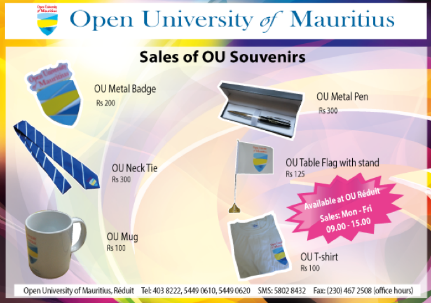 Open University
of Mauritius
Open University of Mauritius
Sales of OU Souvenirs
OU Metal Badge
Rs 200
OU Metal Pen
Rs 300
OU Neck Tie
Rs 300
OU Table Flag with stand
Rs 125
Available at OU Réduit
Sales: Mon - Fri
09.00 - 15.00
OU Mug
Rs 100
OU T-shirt
Rs 100
Open University of Mauritius, Réduit Tel: 403 8222, 5449 0610, 5449 0620 SMS: 5802 8432 Fax: (230) 467 2508 (office hours)